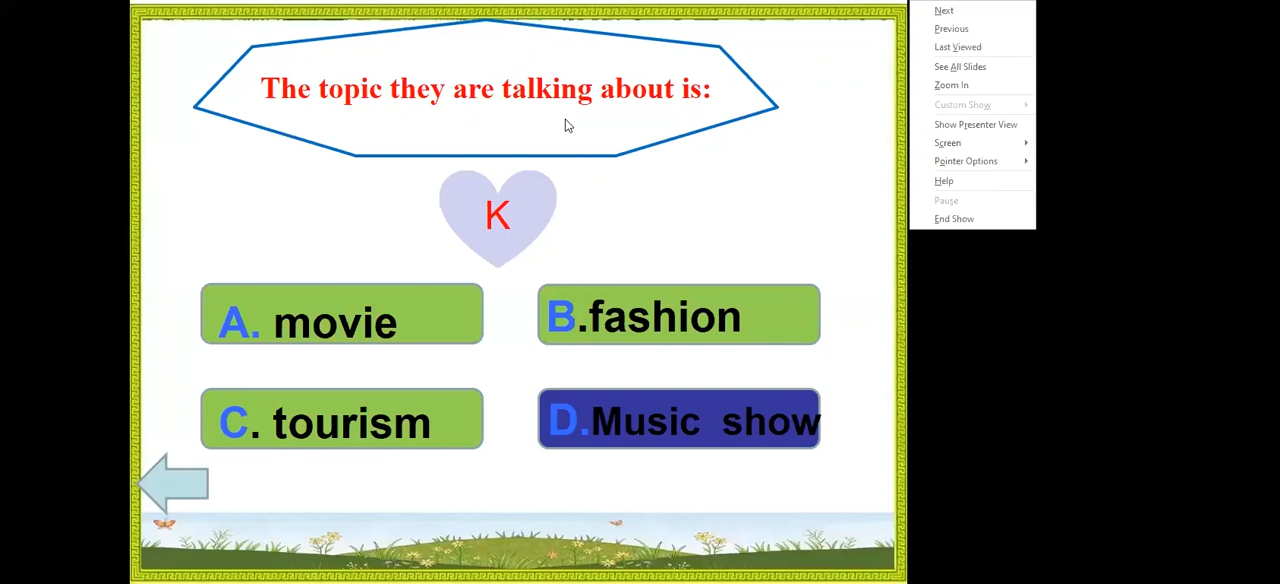 The topic they are talking about is:
K
A. movie
B.fashion
C. tourism
D.Music show
Next
Previous
Last Viewed
See All Slides
Zoom In
Custom Show
Show Presenter View
Screen
Pointer Options
Help
Pause
End Show